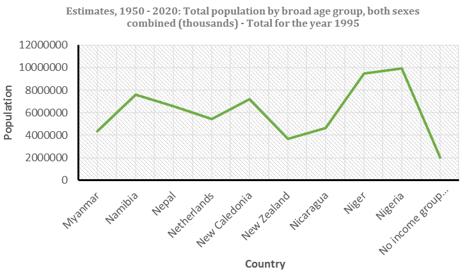 Estimates, 1950 - 2020: Total population by broad age group, both sexes
combined (thousands) - Total for the year 1995
Population
12000000
10000000
8000000
6000000
4000000
2000000
0
Myanmar
Namibia
Nepal
Netherlands
New Caledonia
New Zealand
Nicaragua
Niger
Nigeria
No income group...
Country